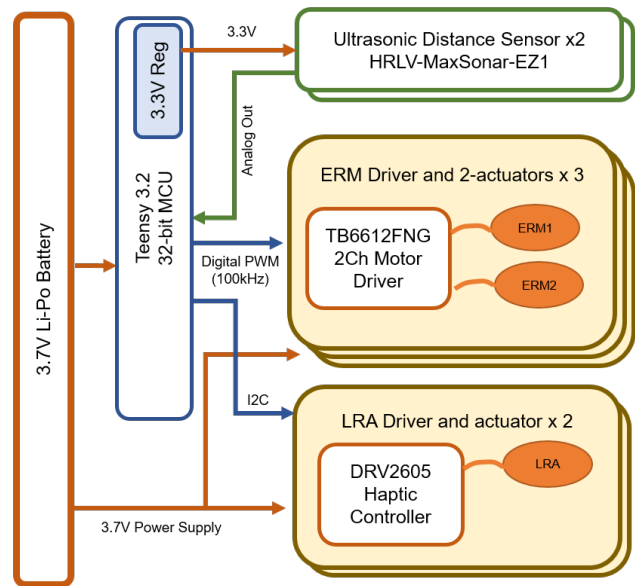 3.7V Li-Po Battery
Teensy 3.2
32-bit MCU
3.3V Reg
3.3V
Ultrasonic Distance Sensor x2
HRLV-MaxSonar-EZ1
Analog Out
Digital PWM
(100kHz)
ERM Driver and 2-actuators x 3
TB6612FNG
2Ch Motor
Driver
ERM1
ERM2
I2C
LRA Driver and actuator x 2
DRV2605
Haptic
Controller
LRA
3.7V Power Supply